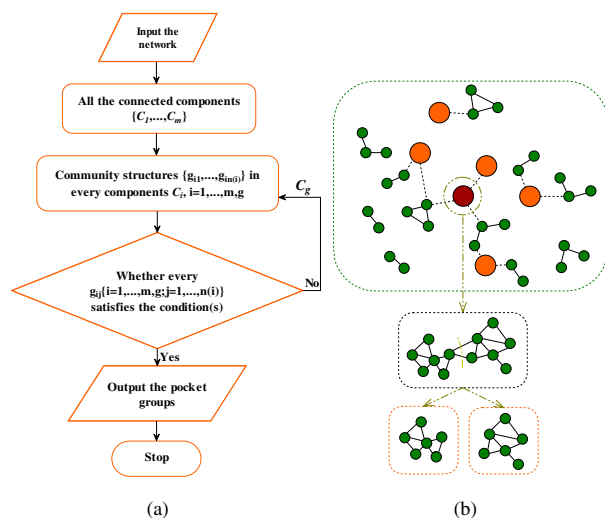 Input the
network
All the connected components
{C1,...,Cm}
Community structures {gi1,...,gin(i)} in
every components Ci, i=1,...,m,g
Cg
Whether every
gij{i=1,...,m,g;j=1,...,n(i)}
satisfies the condition(s)
No
Yes
Output the pocket
groups
Stop
(a)
(b)